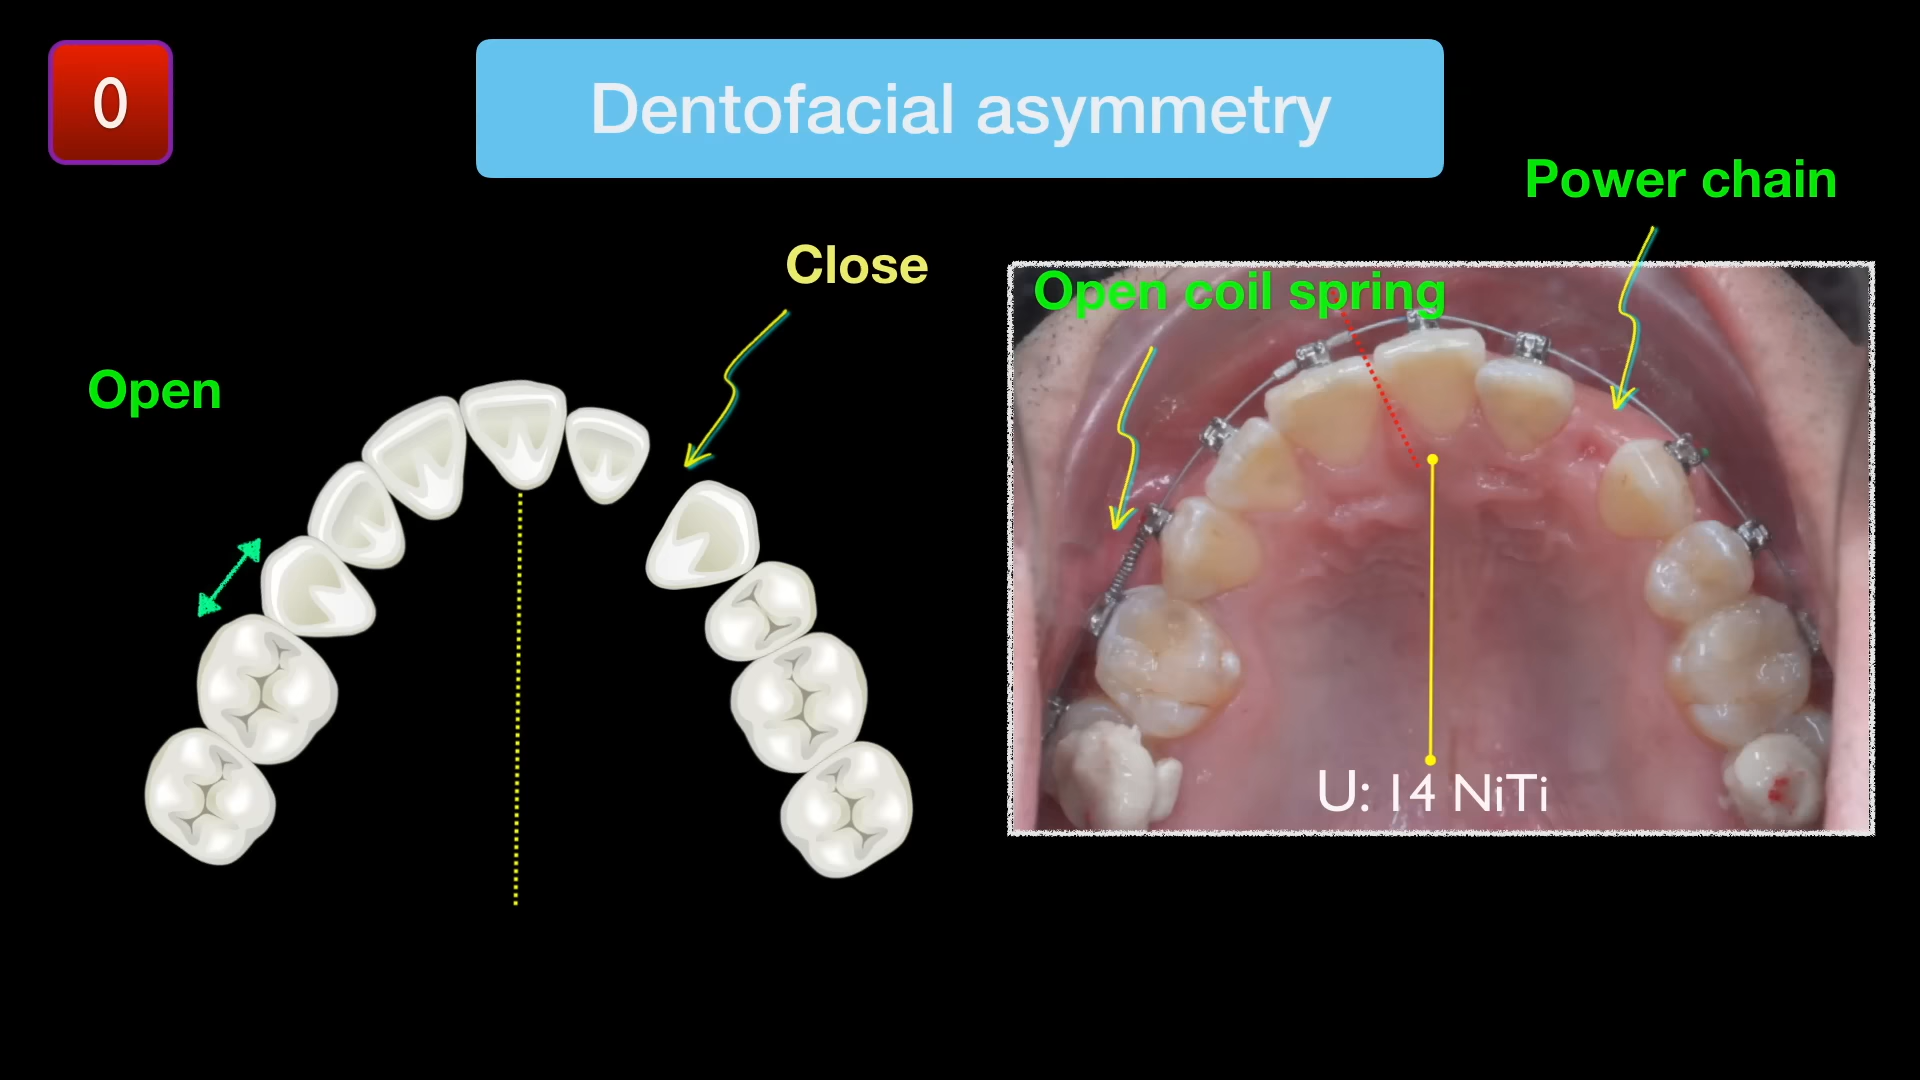 0
Dentofacial asymmetry
Power chain
Close
Open coil spring
Open
U: 14 NiTi